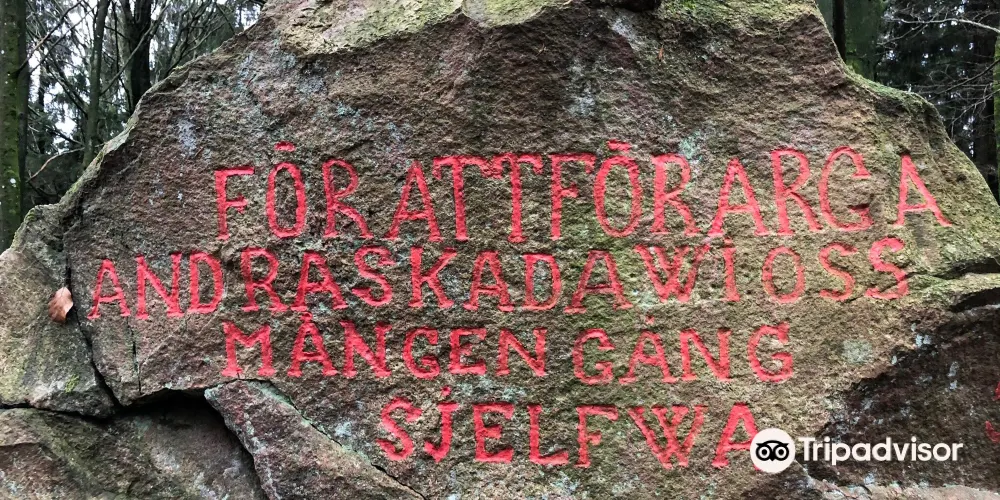 FÖR ATT FÖRARGA
ANDRA SKADA WI OSS
MÅNGEN GÅNG
SJELFWA
Tripadvisor